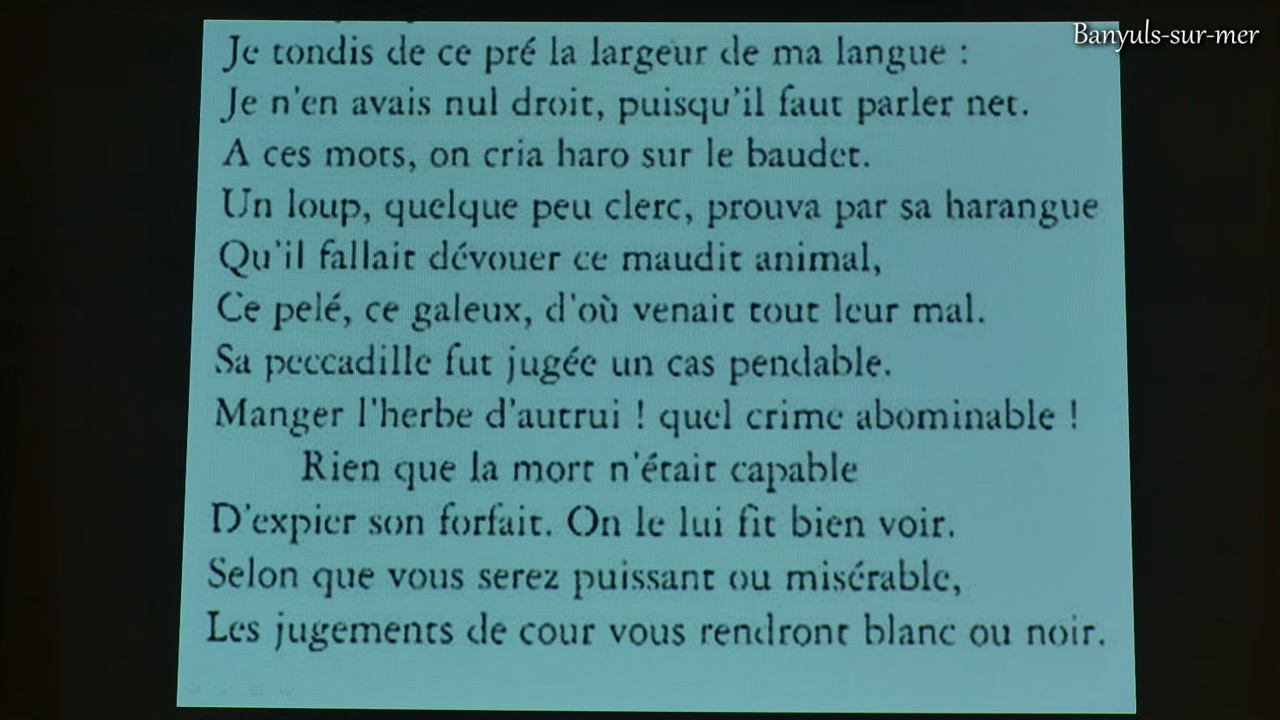 Banyuls-sur-mer
Je tondis de ce pré la largeur de ma langue :
Je n'en avais nul droit, puisqu'il faut parler net.
A ces mots, on cria haro sur le baudet.
Un loup, quelque peu clerc, prouva par sa harangue
Qu'il fallait dévouer ce maudit animal,
Ce pelé, ce galeux, d'où venait tout leur mal.
Sa peccadille fut jugée un cas pendable.
Manger l'herbe d'autrui ! quel crime abominable !
Rien que la mort n'était capable
D'expier son forfait. On le lui fit bien voir.
Selon que vous serez puissant ou misérable,
Les jugements de cour vous rendront blanc ou noir.